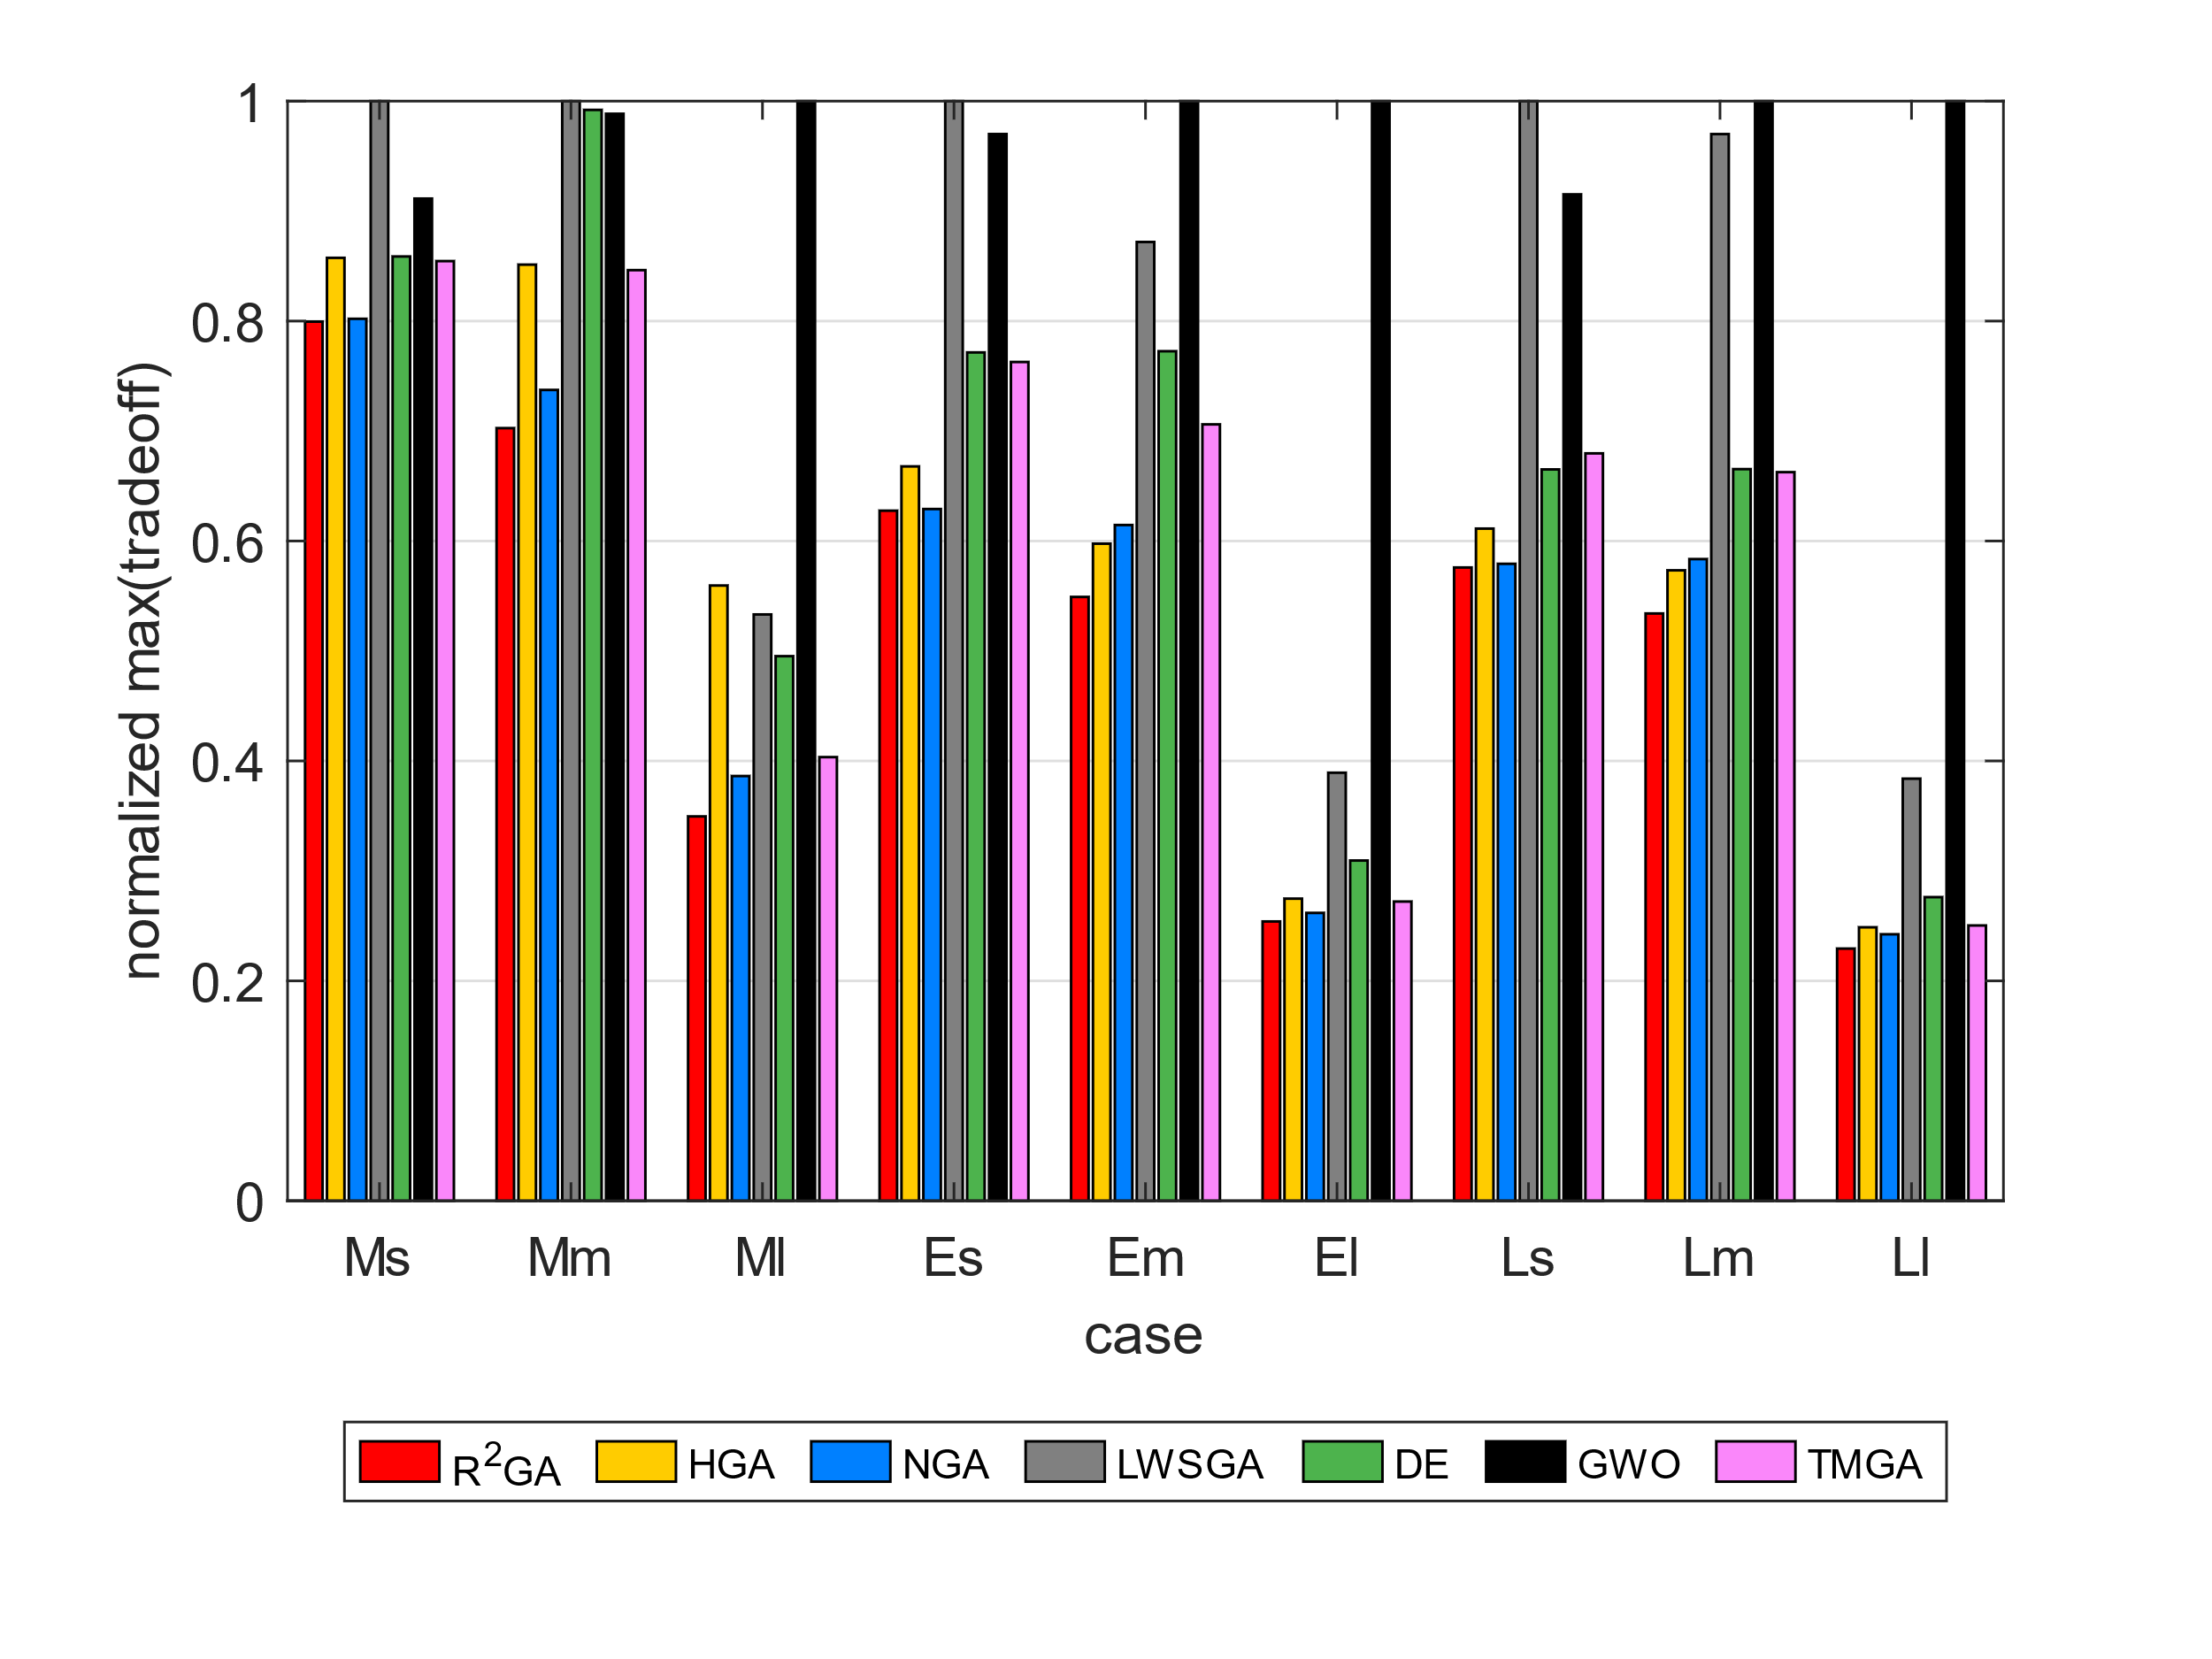 normalized max(tradeoff)
1
0.8
0.6
0.4
0.2
0
Ms Mm Ml Es Em El Ls Lm Ll
case
R²GA HGA NGA LWSGA DE GWO TMGA